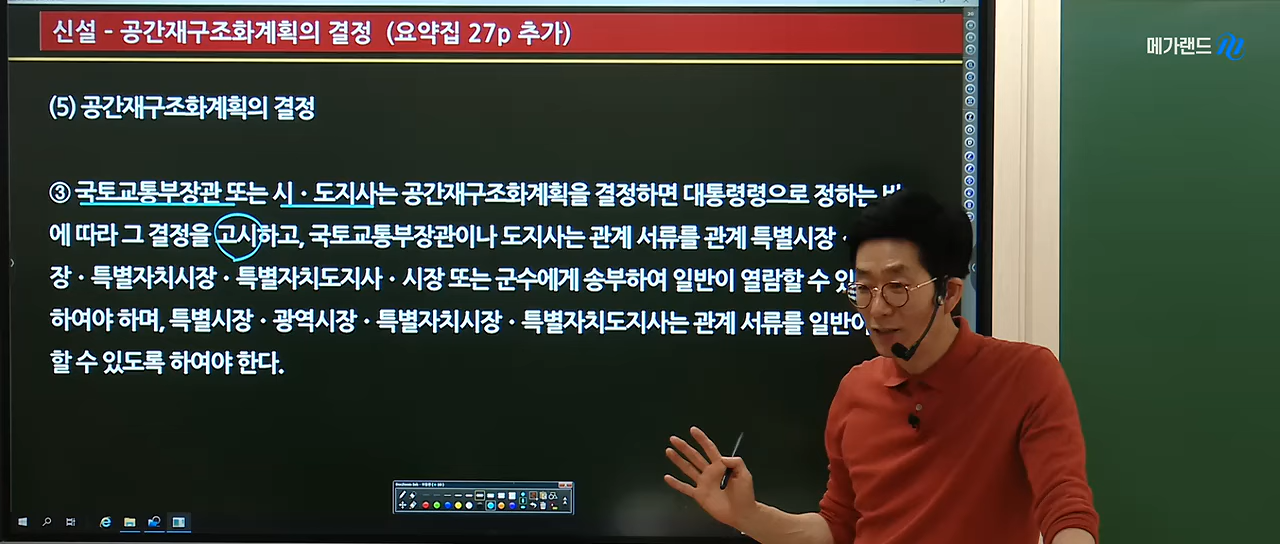 신설 - 공간재구조화계획의 결정 (요약집 27p 추가)
메가랜드
(5) 공간재구조화계획의 결정
③ 국토교통부장관 또는 시ㆍ도지사는 공간재구조화계획을 결정하면 대통령령으로 정하는
에 따라 그 결정을 고시하고, 국토교통부장관이나 도지사는 관계 서류를 관계 특별시장ㆍ
장ㆍ특별자치시장ㆍ특별자치도지사ㆍ시장 또는 군수에게 송부하여 일반이 열람할 수
하여야 하며, 특별시장ㆍ광역시장ㆍ특별자치시장ㆍ특별자치도지사는 관계 서류를 일반이
할 수 있도록 하여야 한다.